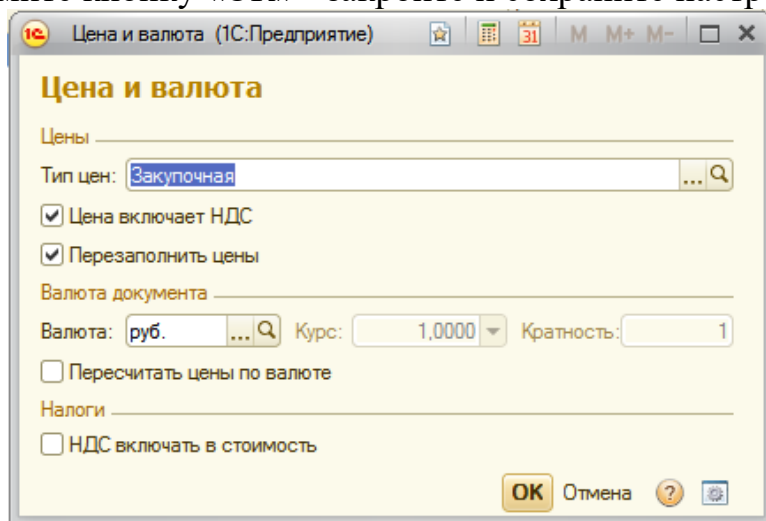 Цена и валюта (1С:Предприятие) 31 M M+ M-
Цена и валюта
Цены
Тип цен: Закупочная ...
Цена включает НДС
Перезаполнить цены
Валюта документа
Валюта: руб. ... Курс: 1,0000 Кратность: 1
Пересчитать цены по валюте
Налоги
НДС включать в стоимость
OK Отмена ?